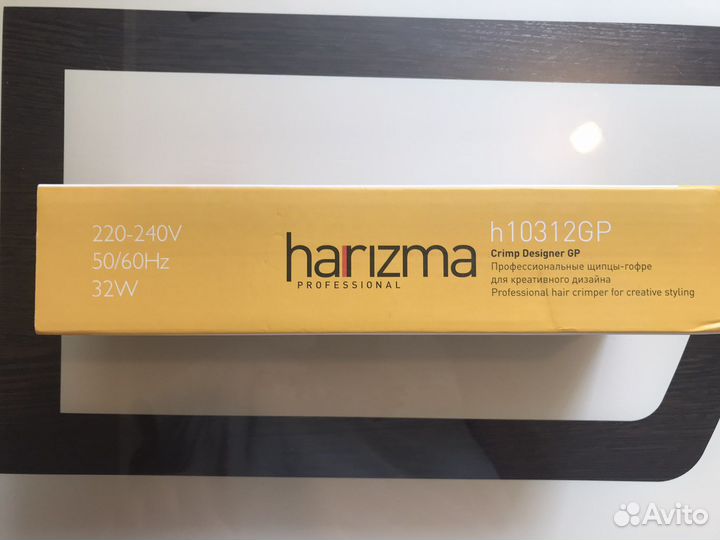 220-240V
50/60Hz
32W
harizma
PROFESSIONAL
h10312GP
Crimp Designer GP
Профессиональные щипцы-гофре
для креативного дизайна
Professional hair crimper for creative styling
Avito